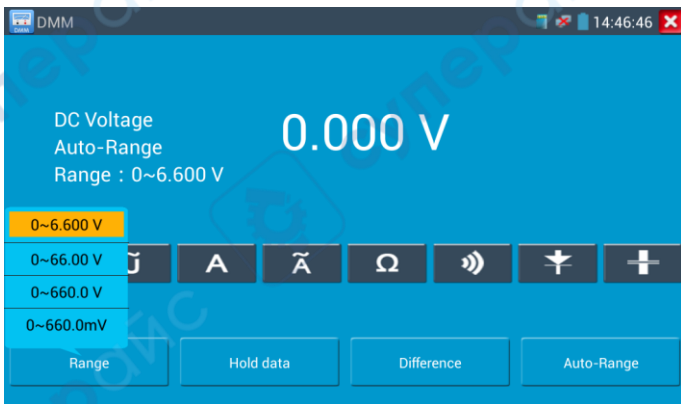 DMM
14:46:46
DC Voltage
Auto-Range
Range : 0~6.600 V
0.000 V
0~6.600 V
0~66.00 V
0~660.0 V
0~660.0mV
A
Ã
Ω
Range
Hold data
Difference
Auto-Range